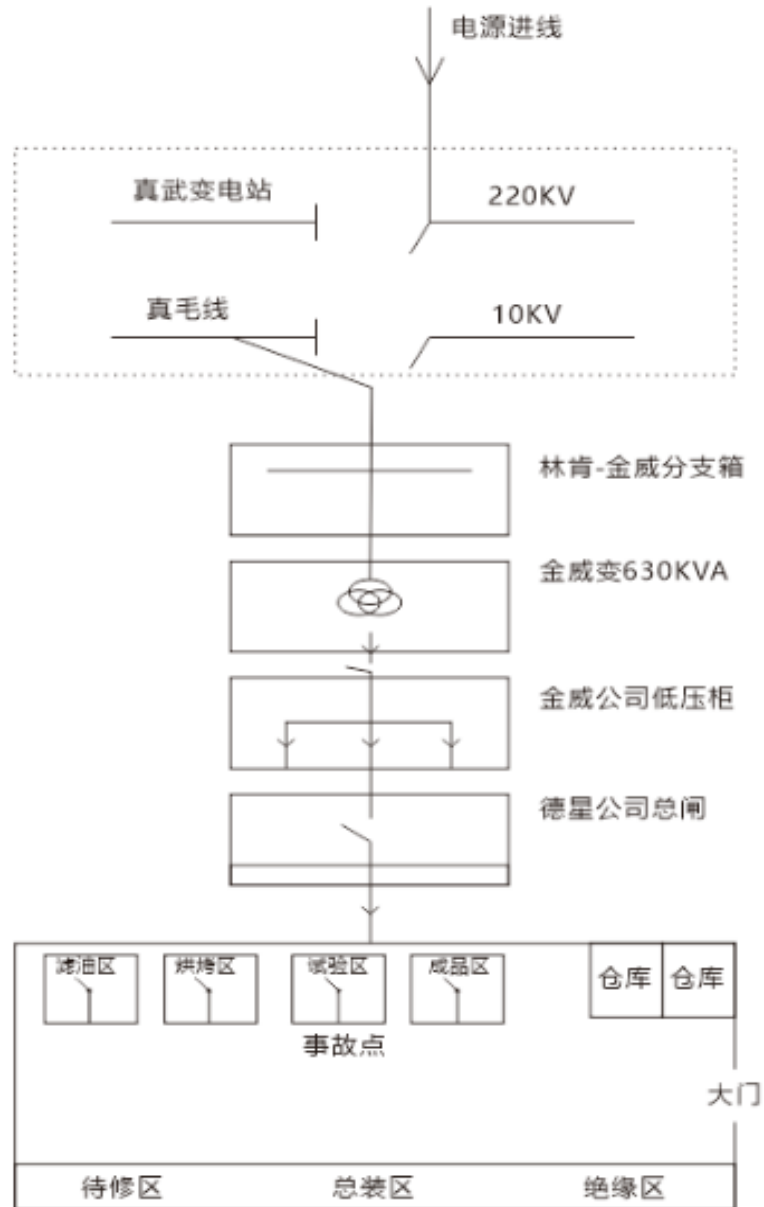 电源进线
真武变电站
220KV
真毛线
10KV
林肯-金威分支箱
金威变630KVA
金威公司低压柜
德星公司总闸
滤油区
烘烤区
试验区
成品区
仓库
仓库
事故点
大门
待修区
总装区
绝缘区